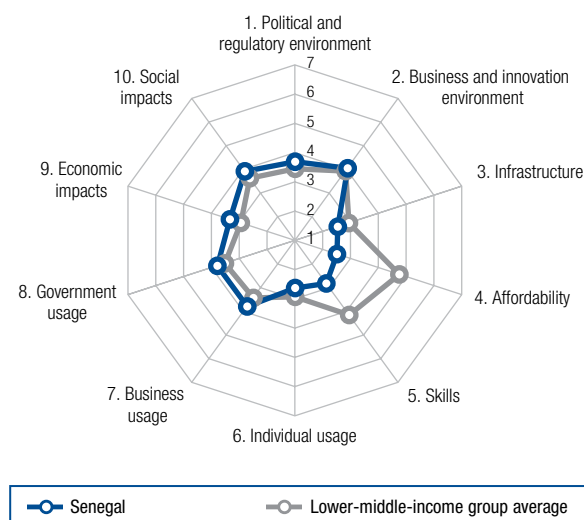 1. Political and
regulatory environment
7
10. Social
impacts
2. Business and innovation
environment
6
5
4
9. Economic
impacts
3. Infrastructure
3
2
1
8. Government
usage
4. Affordability
7. Business
usage
5. Skills
6. Individual usage
Senegal
Lower-middle-income group average